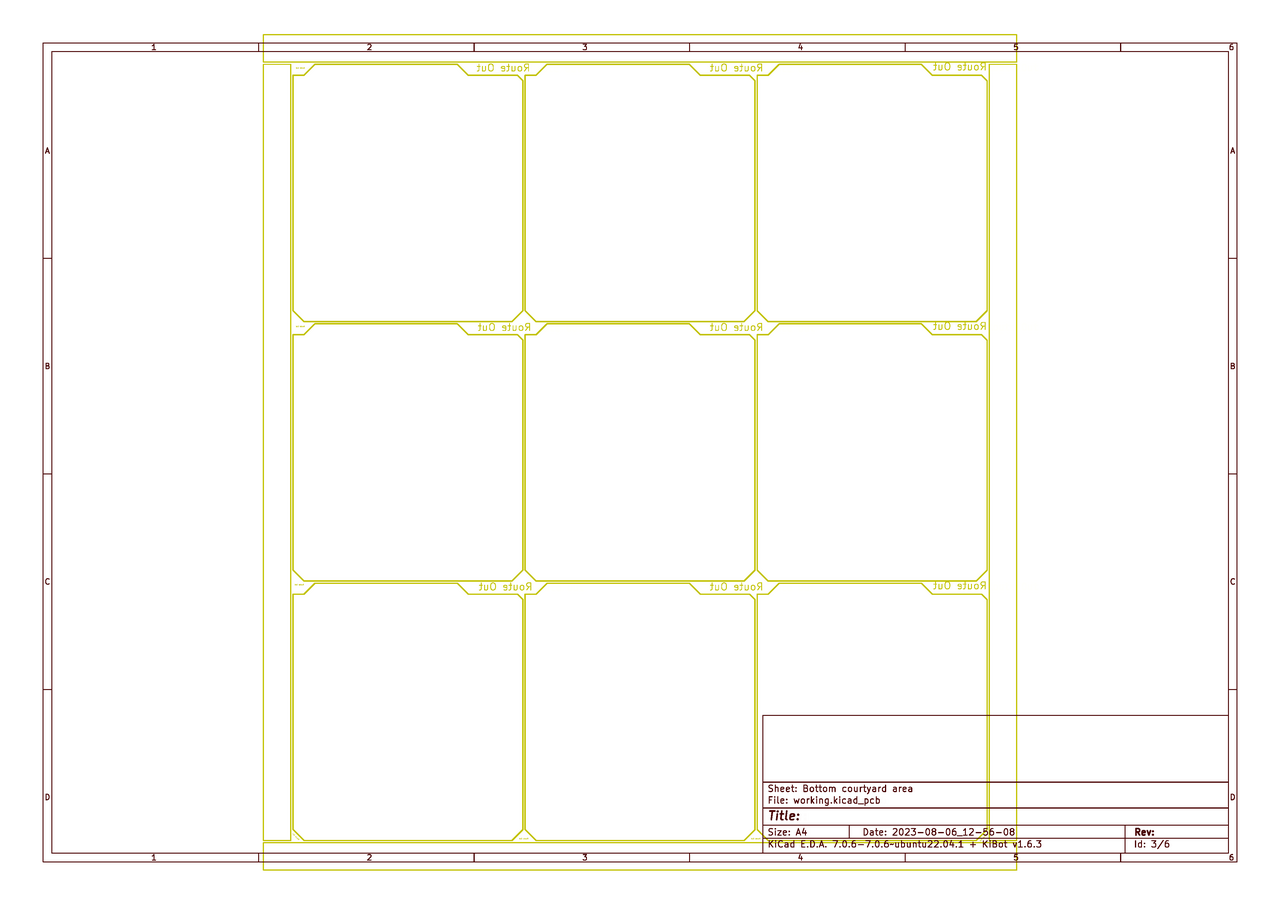 1 2 3 4 5 6
Route Out Route Out Route Out
A A
Route Out Route Out Route Out
B B
C C
Route Out Route Out Route Out
Sheet: Bottom courtyard area
D D
File: working.kicad_pcb
Title:
Size: A4 Date: 2023-08-06_12-56-08 Rev:
KiCad E.D.A. 7.0.6-7.0.6~ubuntu22.04.1 + KiBot v1.6.3 Id: 3/6
1 2 3 4 5 6